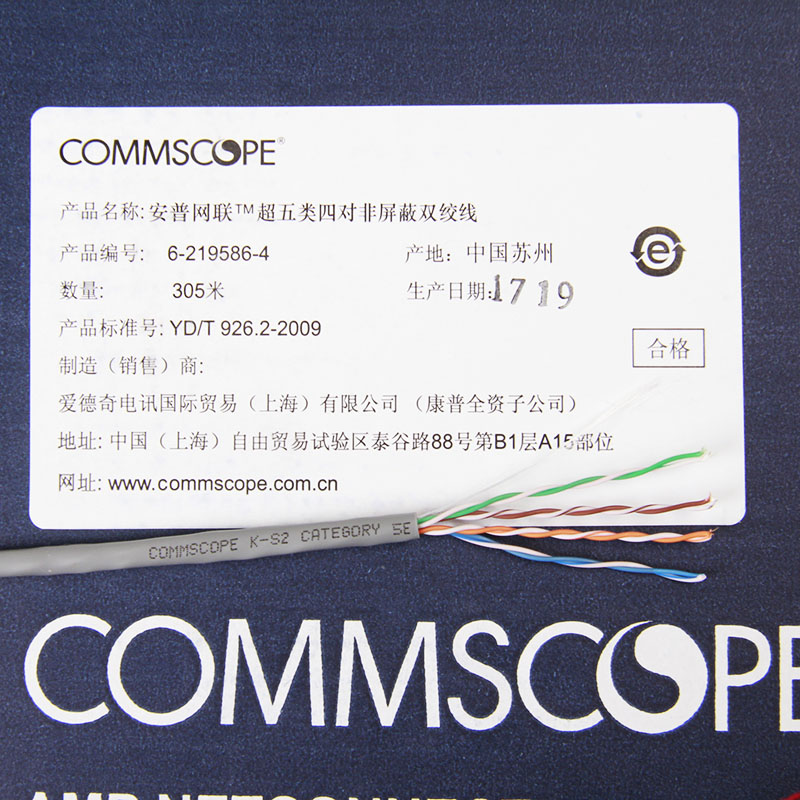 COMMSCOPE®
产品名称: 安普网联™超五类四对非屏蔽双绞线
产品编号: 6-219586-4 产地: 中国苏州
数量: 305米 生产日期: 1719
产品标准号: YD/T 926.2-2009
合格
制造（销售）商:
爱德奇电讯国际贸易（上海）有限公司 （康普全资子公司）
地址: 中国（上海）自由贸易试验区泰谷路88号第B1层A15部位
网址: www.commscope.com.cn
COMMSCOPE K-S2 CATEGORY 5E
COMMSCOPE
AMP NETCONNECT